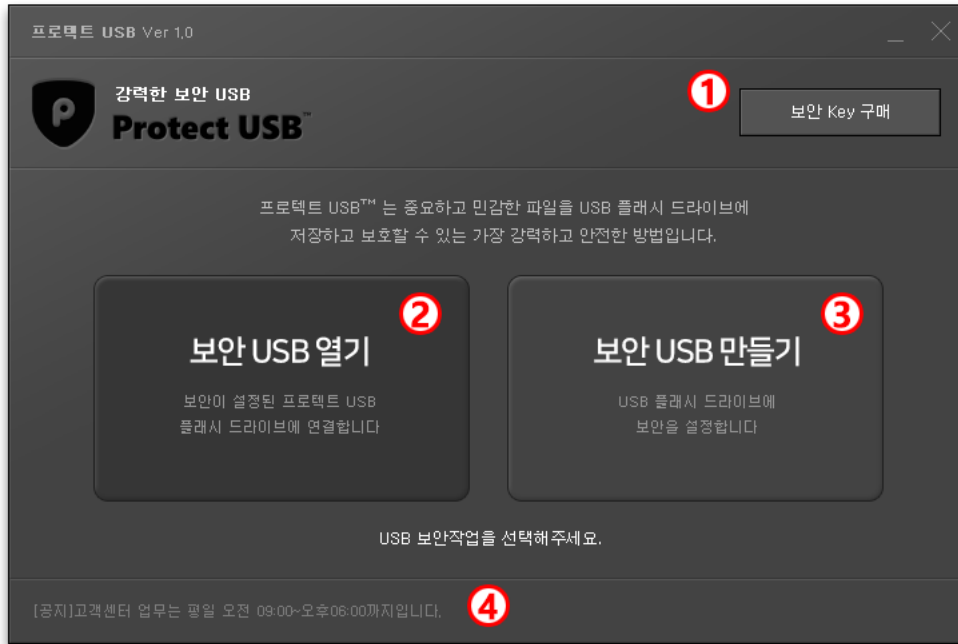 프로텍트 USB Ver 1.0
강력한 보안 USB
Protect USB™
1
보안 Key 구매
프로텍트 USB™ 는 중요하고 민감한 파일을 USB 플래시 드라이브에
저장하고 보호할 수 있는 가장 강력하고 안전한 방법입니다.
2
보안 USB 열기
보안이 설정된 프로텍트 USB
플래시 드라이브에 연결합니다
3
보안 USB 만들기
USB 플래시 드라이브에
보안을 설정합니다
USB 보안작업을 선택해주세요.
[공지]고객센터 업무는 평일 오전 09:00~오후06:00까지입니다.
4